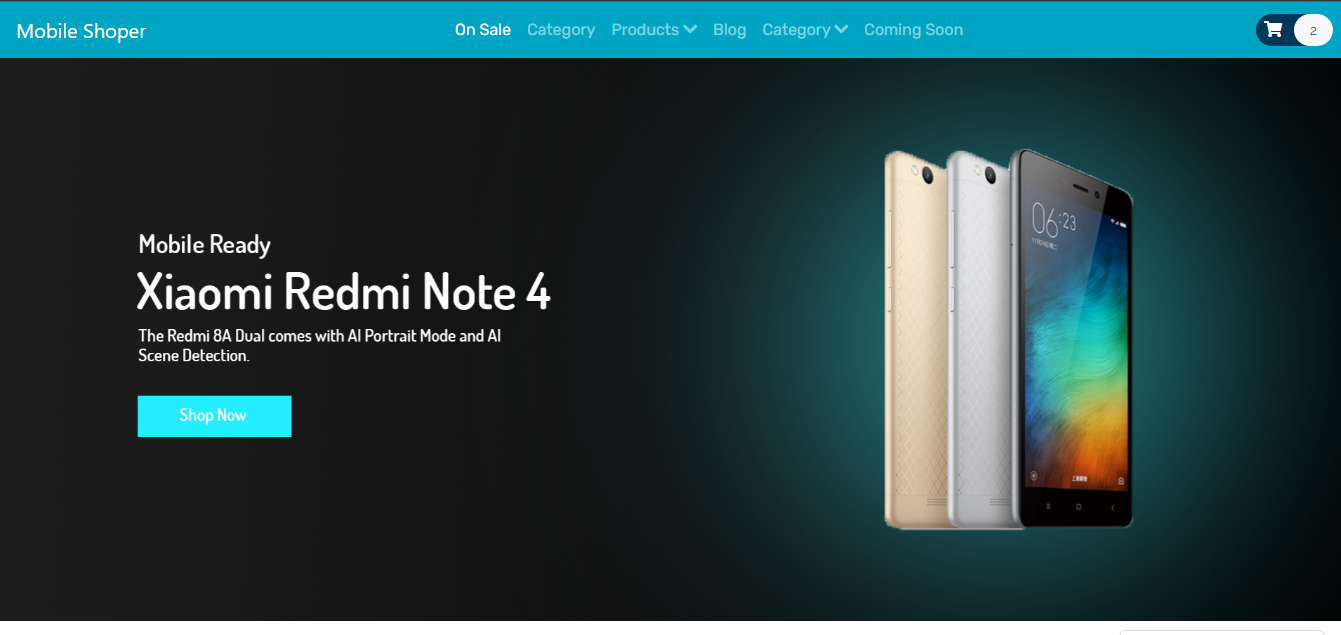 Mobile Shoper
On Sale Category Products Blog Category Coming Soon
2
Mobile Ready
Xiaomi Redmi Note 4
The Redmi 8A Dual comes with AI Portrait Mode and AI
Scene Detection.
Shop Now
06:23